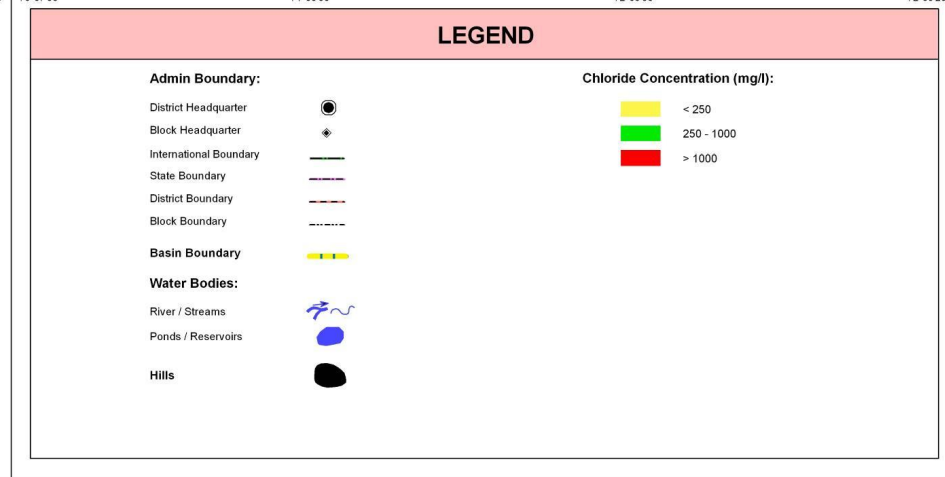 LEGEND
Admin Boundary:
District Headquarter
Block Headquarter
International Boundary
State Boundary
District Boundary
Block Boundary
Basin Boundary
Water Bodies:
River / Streams
Ponds / Reservoirs
Hills
Chloride Concentration (mg/l):
< 250
250 - 1000
> 1000